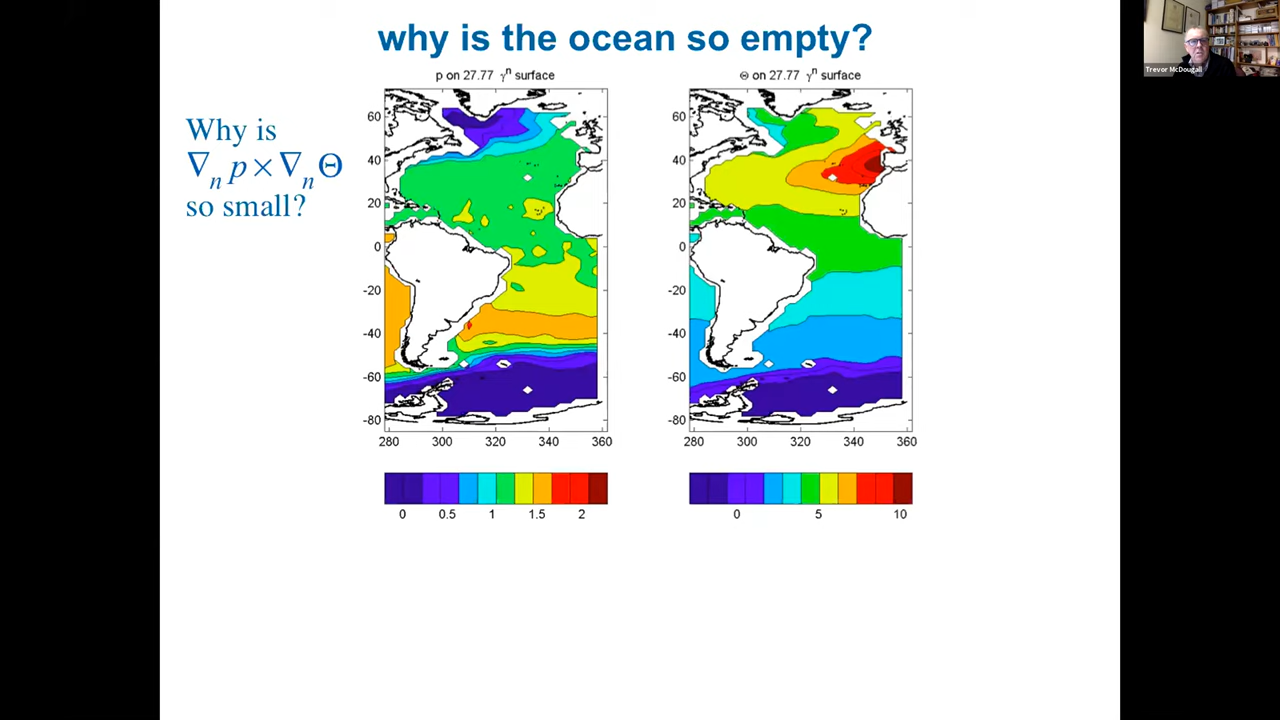 why is the ocean so empty?
Trevor McDougall
p on 27.77 γⁿ surface
Θ on 27.77 γⁿ surface
Why is
∇ₙ p × ∇ₙ Θ
so small?
60
40
20
0
-20
-40
-60
-80
280 300 320 340 360
60
40
20
0
-20
-40
-60
-80
280 300 320 340 360
0 0.5 1 1.5 2
0 5 10